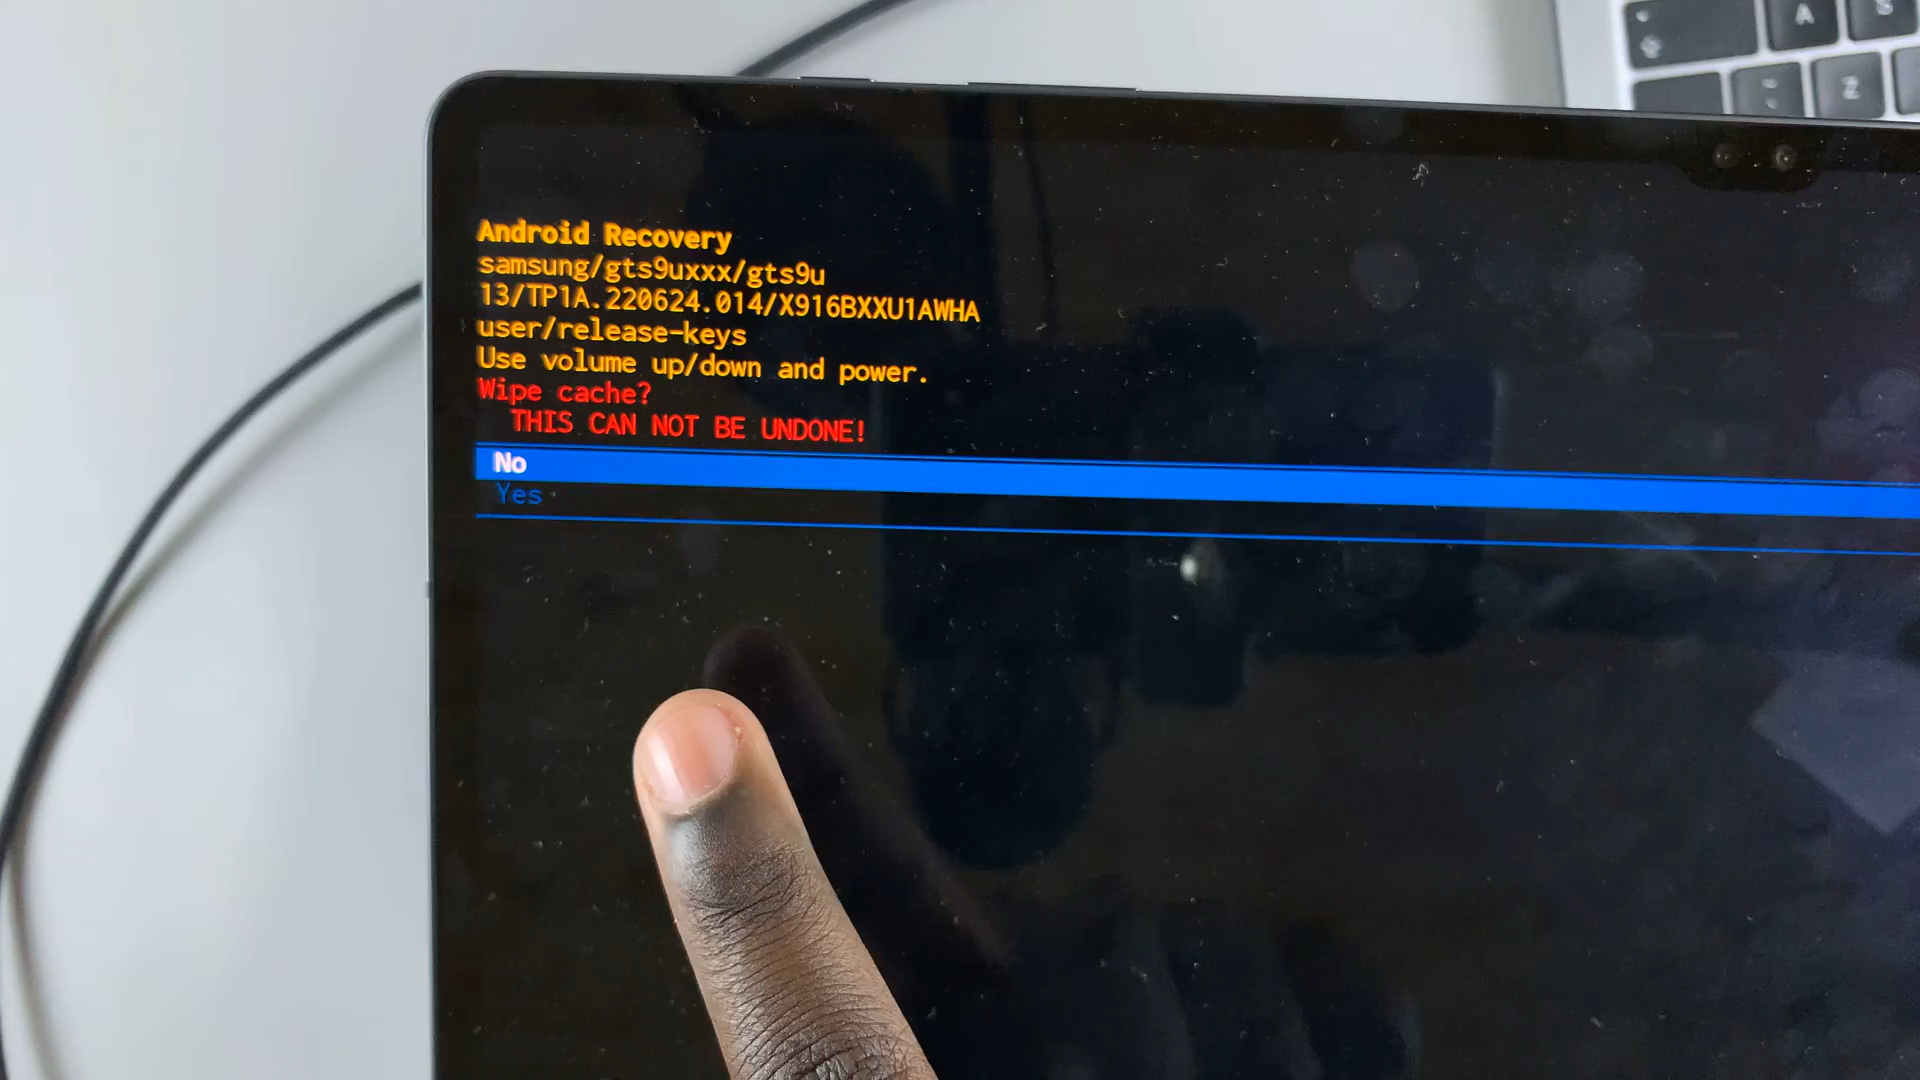 A
S
Z
Android Recovery
samsung/gts9uxxx/gts9u
13/TP1A.220624.014/X916BXXU1AWHA
user/release-keys
Use volume up/down and power.
Wipe cache?
THIS CAN NOT BE UNDONE!
No
Yes